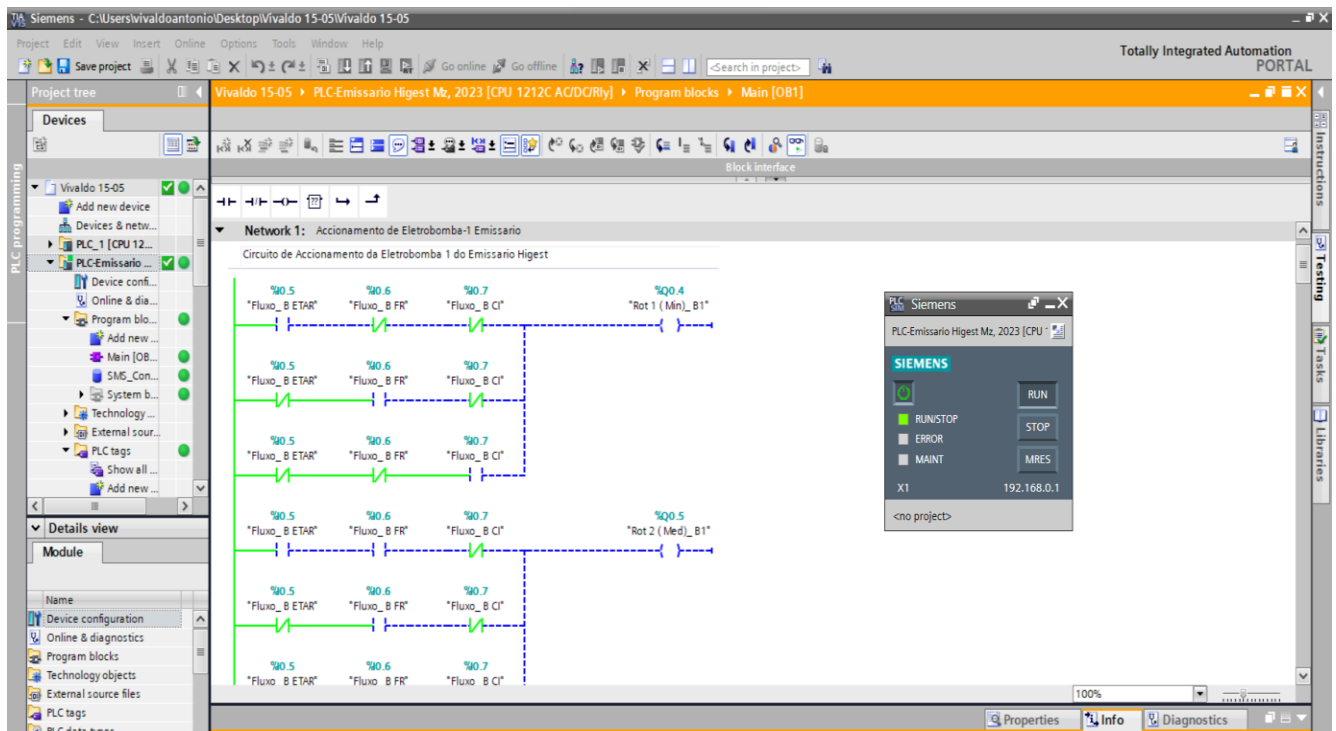 Siemens - C:\Users\vivaldoantonio\Desktop\Vivaldo 15-05\Vivaldo 15-05
Project Edit View Insert Online Options Tools Window Help
Totally Integrated Automation
PORTAL
Save project
Go online
Go offline
<Search in project>
Project tree
Vivaldo 15-05 PLC-Emissario Higest Mz, 2023 [CPU 1212C AC/DC/Rly] Program blocks Main [OB1]
Devices
Block interface
PLC programming
Vivaldo 15-05
Add new device
Devices & netw...
PLC_1 [CPU 12...
PLC-Emissario ...
Device confi...
Online & dia...
Program blo...
Add new ...
Main [OB...
SMS_Con...
System b...
Technology ...
External sour...
PLC tags
Show all ...
Add new ...
Details view
Module
Name
Device configuration
Online & diagnostics
Program blocks
Technology objects
External source files
PLC tags
PLC data types
Network 1: Accionamento de Eletrobomba-1 Emissario
Circuito de Accionamento da Eletrobomba 1 do Emissario Higest
%I0.5 %I0.6 %I0.7 %Q0.4
"Fluxo_ B ETAR" "Fluxo_ B FR" "Fluxo_ B CI" "Rot 1 ( Min)_ B1"
%I0.5 %I0.6 %I0.7
"Fluxo_ B ETAR" "Fluxo_ B FR" "Fluxo_ B CI"
%I0.5 %I0.6 %I0.7
"Fluxo_ B ETAR" "Fluxo_ B FR" "Fluxo_ B CI"
%I0.5 %I0.6 %I0.7 %Q0.5
"Fluxo_ B ETAR" "Fluxo_ B FR" "Fluxo_ B CI" "Rot 2 ( Med)_ B1"
%I0.5 %I0.6 %I0.7
"Fluxo_ B ETAR" "Fluxo_ B FR" "Fluxo_ B CI"
%I0.5 %I0.6 %I0.7
"Fluxo_ B ETAR" "Fluxo_ B FR" "Fluxo_ B CI"
Siemens
PLC-Emissario Higest Mz, 2023 [CPU
SIEMENS
RUN
RUN/STOP
STOP
ERROR
MAINT
MRES
X1 192.168.0.1
<no project>
Instructions
Testing
Tasks
Libraries
100%
Properties
Info
Diagnostics